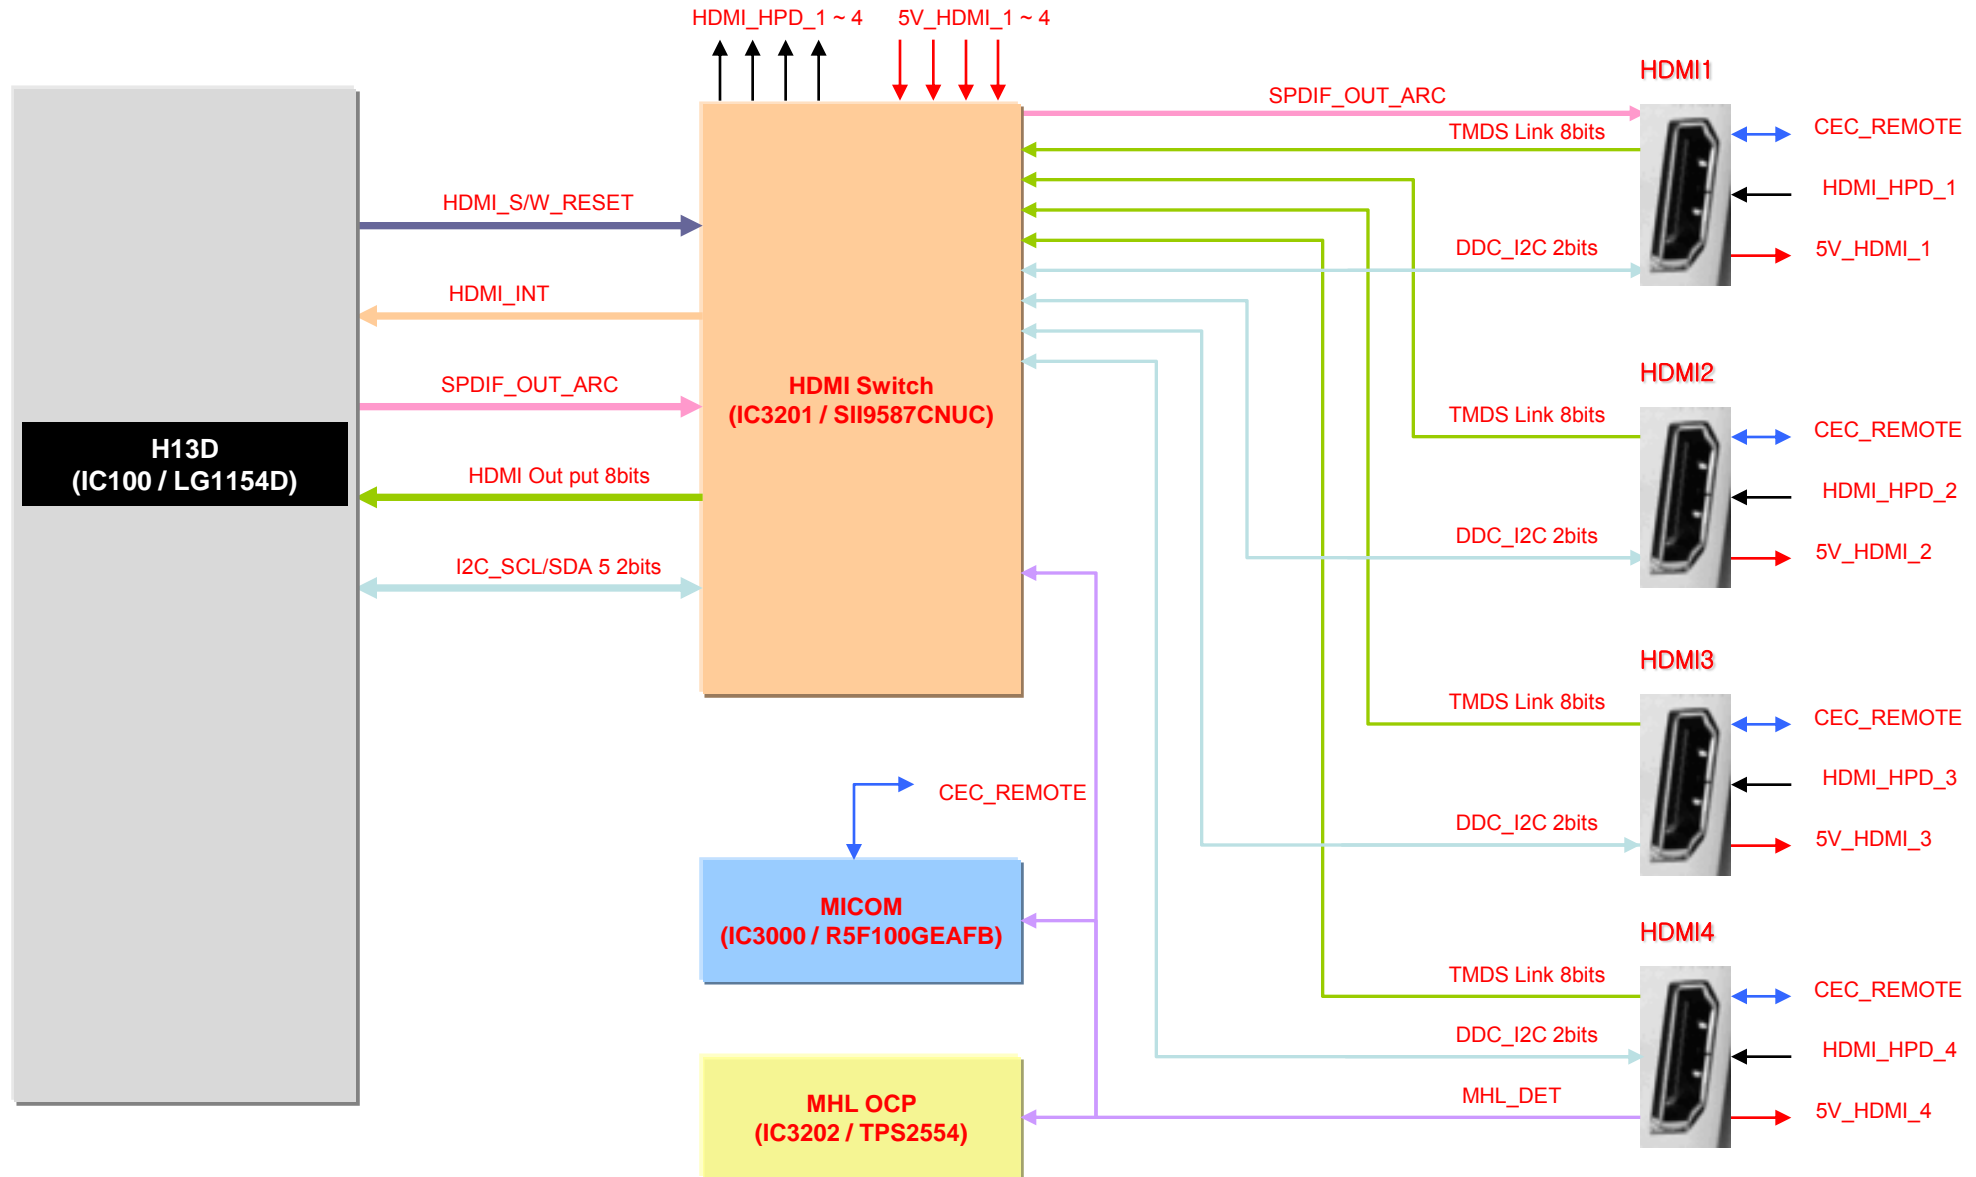 HDMI_HPD_1 ~ 4
5V_HDMI_1 ~ 4
HDMI1
SPDIF_OUT_ARC
TMDS Link 8bits
CEC_REMOTE
HDMI_HPD_1
HDMI_S/W_RESET
DDC_I2C 2bits
5V_HDMI_1
HDMI_INT
SPDIF_OUT_ARC
HDMI Switch
(IC3201 / SII9587CNUC)
HDMI2
TMDS Link 8bits
CEC_REMOTE
H13D
(IC100 / LG1154D)
HDMI Out put 8bits
HDMI_HPD_2
DDC_I2C 2bits
5V_HDMI_2
I2C_SCL/SDA 5 2bits
HDMI3
TMDS Link 8bits
CEC_REMOTE
CEC_REMOTE
HDMI_HPD_3
DDC_I2C 2bits
5V_HDMI_3
MICOM
(IC3000 / R5F100GEAFB)
HDMI4
TMDS Link 8bits
CEC_REMOTE
DDC_I2C 2bits
HDMI_HPD_4
MHL_DET
5V_HDMI_4
MHL OCP
(IC3202 / TPS2554)